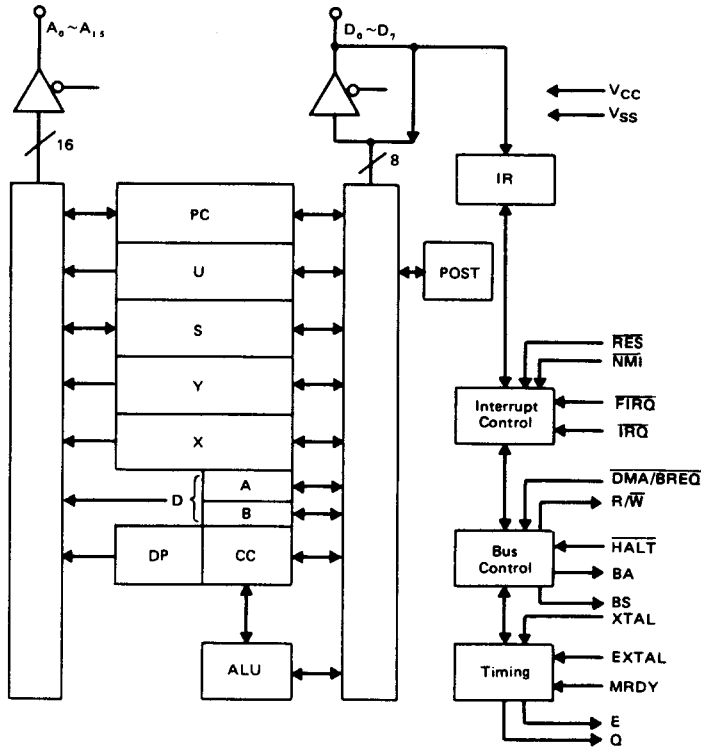 A₀~A₁₅
D₀~D₇
VCC
VSS
16
8
IR
PC
U
POST
S
RES
NMI
Y
FIRQ
Interrupt
Control
IRQ
X
DMA/BREQ
A
R/W
D {
B
HALT
DP
CC
Bus
Control
BA
BS
XTAL
ALU
Timing
EXTAL
MRDY
E
Q